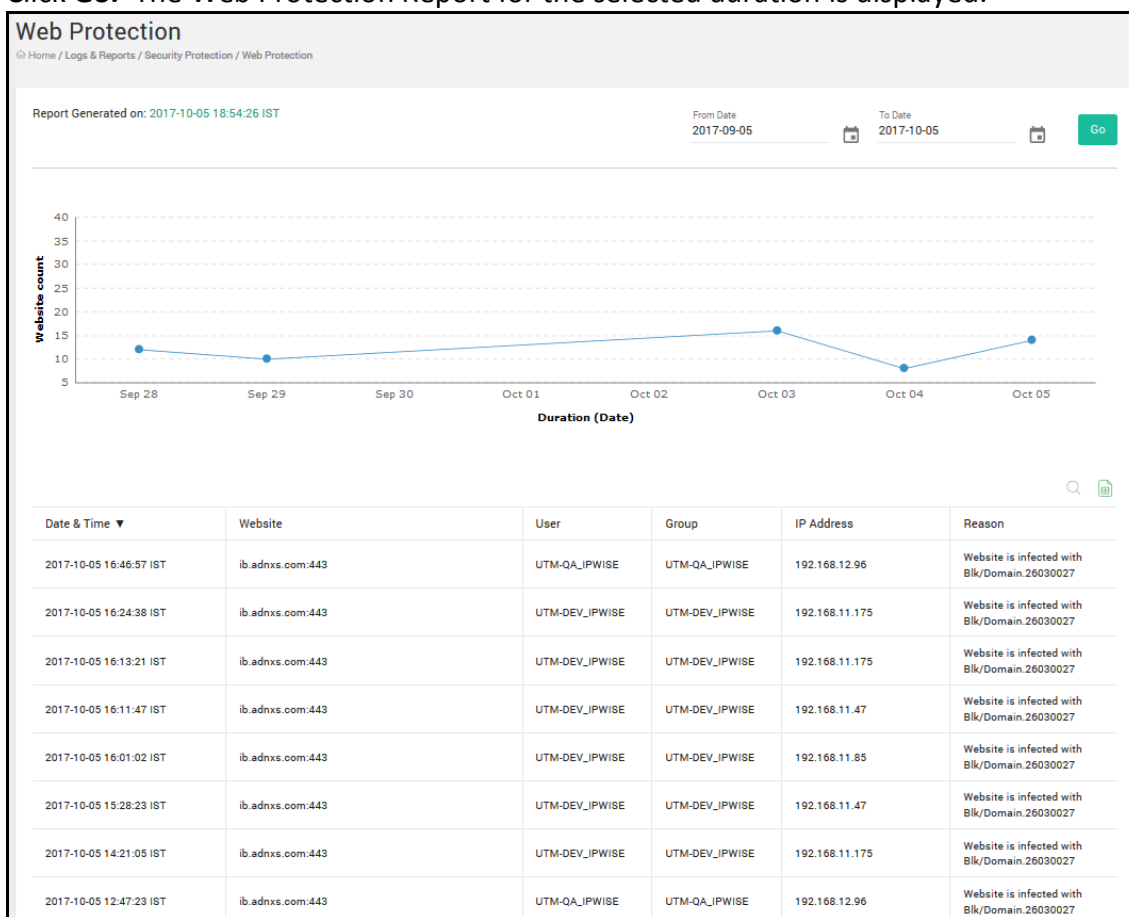 Click Go. The Web Protection Report for the selected duration is displayed.
Web Protection
Home / Logs & Reports / Security Protection / Web Protection
Report Generated on: 2017-10-05 18:54:26 IST
From Date
2017-09-05
To Date
2017-10-05
Go
40
35
30
25
20
15
10
5
Website count
Sep 28 Sep 29 Sep 30 Oct 01 Oct 02 Oct 03 Oct 04 Oct 05
Duration (Date)
Date & Time ▼ Website User Group IP Address Reason
2017-10-05 16:46:57 IST ib.adnxs.com:443 UTM-QA_IPWISE UTM-QA_IPWISE 192.168.12.96 Website is infected with
Blk/Domain.26030027
2017-10-05 16:24:38 IST ib.adnxs.com:443 UTM-DEV_IPWISE UTM-DEV_IPWISE 192.168.11.175 Website is infected with
Blk/Domain.26030027
2017-10-05 16:13:21 IST ib.adnxs.com:443 UTM-DEV_IPWISE UTM-DEV_IPWISE 192.168.11.175 Website is infected with
Blk/Domain.26030027
2017-10-05 16:11:47 IST ib.adnxs.com:443 UTM-DEV_IPWISE UTM-DEV_IPWISE 192.168.11.47 Website is infected with
Blk/Domain.26030027
2017-10-05 16:01:02 IST ib.adnxs.com:443 UTM-DEV_IPWISE UTM-DEV_IPWISE 192.168.11.85 Website is infected with
Blk/Domain.26030027
2017-10-05 15:28:23 IST ib.adnxs.com:443 UTM-DEV_IPWISE UTM-DEV_IPWISE 192.168.11.47 Website is infected with
Blk/Domain.26030027
2017-10-05 14:21:05 IST ib.adnxs.com:443 UTM-DEV_IPWISE UTM-DEV_IPWISE 192.168.11.175 Website is infected with
Blk/Domain.26030027
2017-10-05 12:47:23 IST ib.adnxs.com:443 UTM-QA_IPWISE UTM-QA_IPWISE 192.168.12.96 Website is infected with
Blk/Domain.26030027